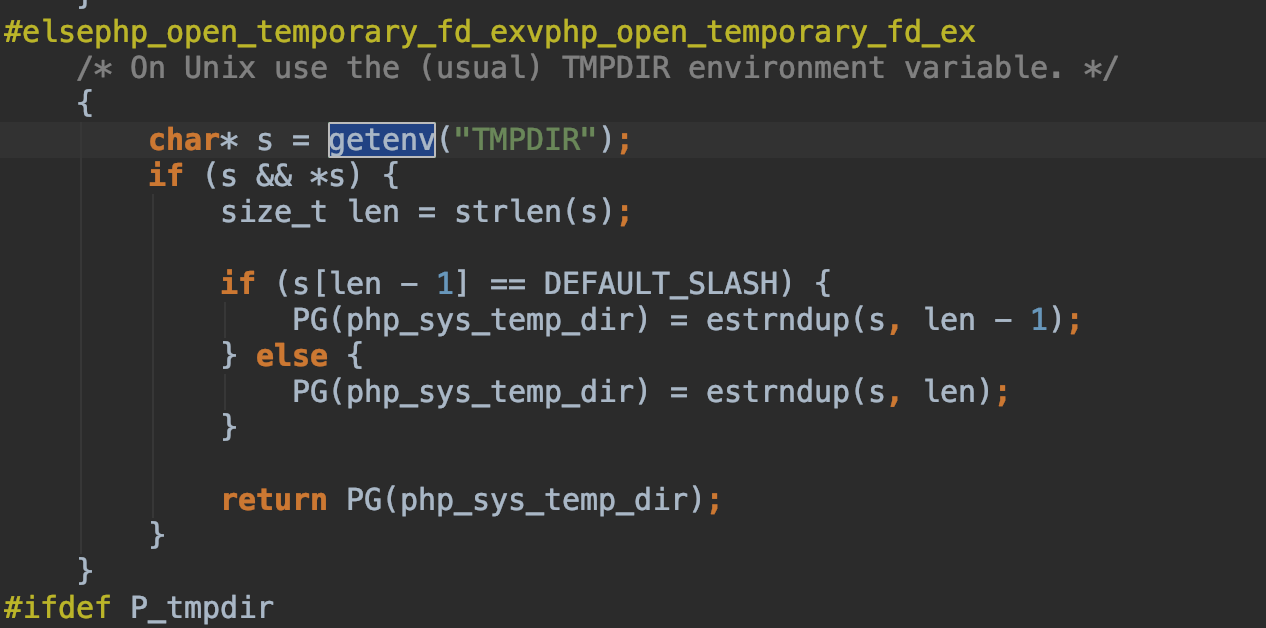 }
#elsephp_open_temporary_fd_exvphp_open_temporary_fd_ex
    /* On Unix use the (usual) TMPDIR environment variable. */
    {
        char* s = getenv("TMPDIR");
        if (s && *s) {
            size_t len = strlen(s);

            if (s[len - 1] == DEFAULT_SLASH) {
                PG(php_sys_temp_dir) = estrndup(s, len - 1);
            } else {
                PG(php_sys_temp_dir) = estrndup(s, len);
            }

            return PG(php_sys_temp_dir);
        }
    }
#ifdef P_tmpdir